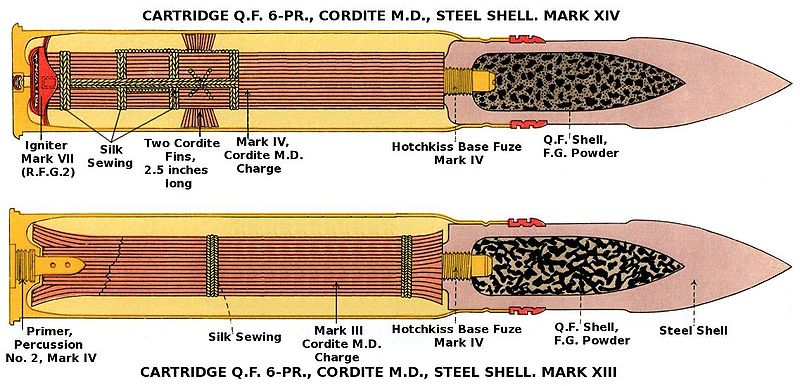 CARTRIDGE Q.F. 6-PR., CORDITE M.D., STEEL SHELL. MARK XIV
Igniter
Mark VII
(R.F.G.2)
Silk
Sewing
Two Cordite
Fins,
2.5 inches
long
Mark IV,
Cordite M.D.
Charge
Hotchkiss Base Fuze
Mark IV
Q.F. Shell,
F.G. Powder
Primer,
Percussion
No. 2, Mark IV
Silk Sewing
Mark III
Cordite M.D.
Charge
Hotchkiss Base Fuze
Mark IV
Q.F. Shell,
F.G. Powder
Steel Shell
CARTRIDGE Q.F. 6-PR., CORDITE M.D., STEEL SHELL. MARK XIII